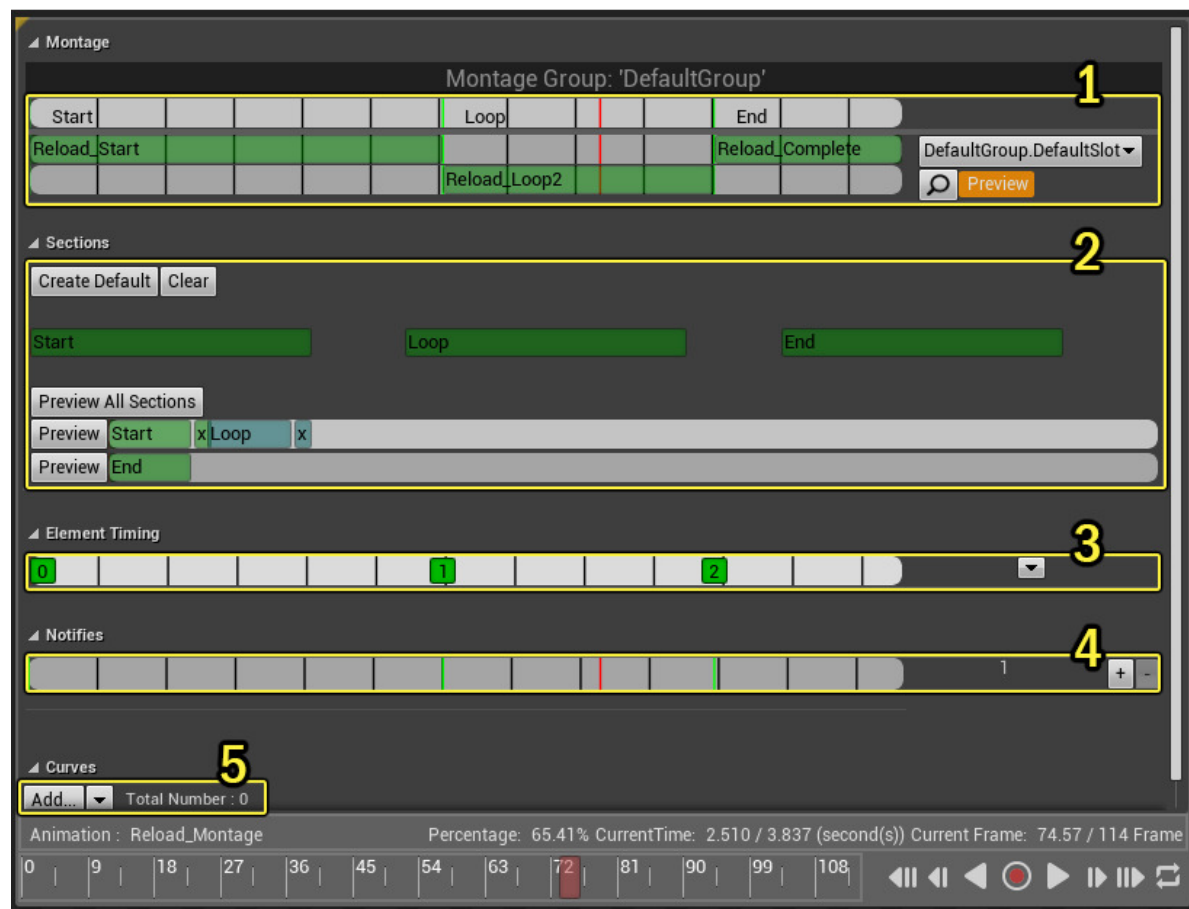 Montage
Montage Group: 'DefaultGroup'
1
Start Loop End
Reload_Start Reload_Complete DefaultGroup.DefaultSlot
Reload_Loop2 Preview
Sections
2
Create Default Clear
Start Loop End
Preview All Sections
Preview Start x Loop x
Preview End
Element Timing
3
0 1 2
Notifies
4
1 + -
Curves
5
Add... Total Number : 0
Animation : Reload_Montage Percentage: 65.41% CurrentTime: 2.510 / 3.837 (second(s)) Current Frame: 74.57 / 114 Frame
0 9 18 27 36 45 54 63 72 81 90 99 108